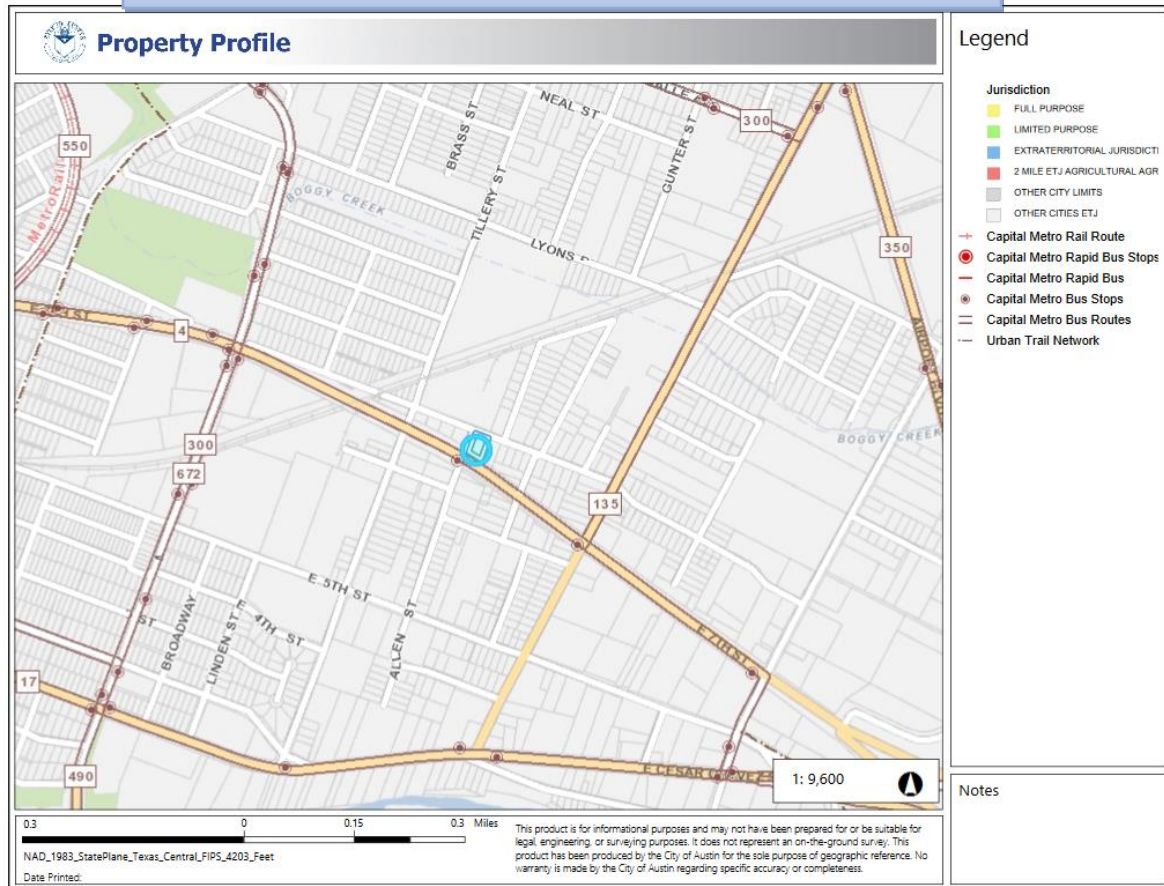 Property Profile
Legend
Jurisdiction
FULL PURPOSE
LIMITED PURPOSE
EXTRATERRITORIAL JURISDICTI
2 MILE ETJ AGRICULTURAL AGR
OTHER CITY LIMITS
OTHER CITIES ETJ
Capital Metro Rail Route
Capital Metro Rapid Bus Stops
Capital Metro Rapid Bus
Capital Metro Bus Stops
Capital Metro Bus Routes
Urban Trail Network
550
MetroRail
BRASS ST
NEAL ST
300
GUNTER ST
TILLERY ST
BOGGY CREEK
LYONS
350
AIRPORT BLVD
4
BOGGY CREEK
300
672
135
E 5TH ST
E 4TH ST
ST
BROADWAY
LINDEN ST
ALLEN ST
E 7TH ST
17
490
E CESAR
1: 9,600
Notes
0.3 0 0.15 0.3 Miles
NAD_1983_StatePlane_Texas_Central_FIPS_4203_Feet
Date Printed:
This product is for informational purposes and may not have been prepared for or be suitable for
legal, engineering, or surveying purposes. It does not represent an on-the-ground survey. This
product has been produced by the City of Austin for the sole purpose of geographic reference. No
warranty is made by the City of Austin regarding specific accuracy or completeness.